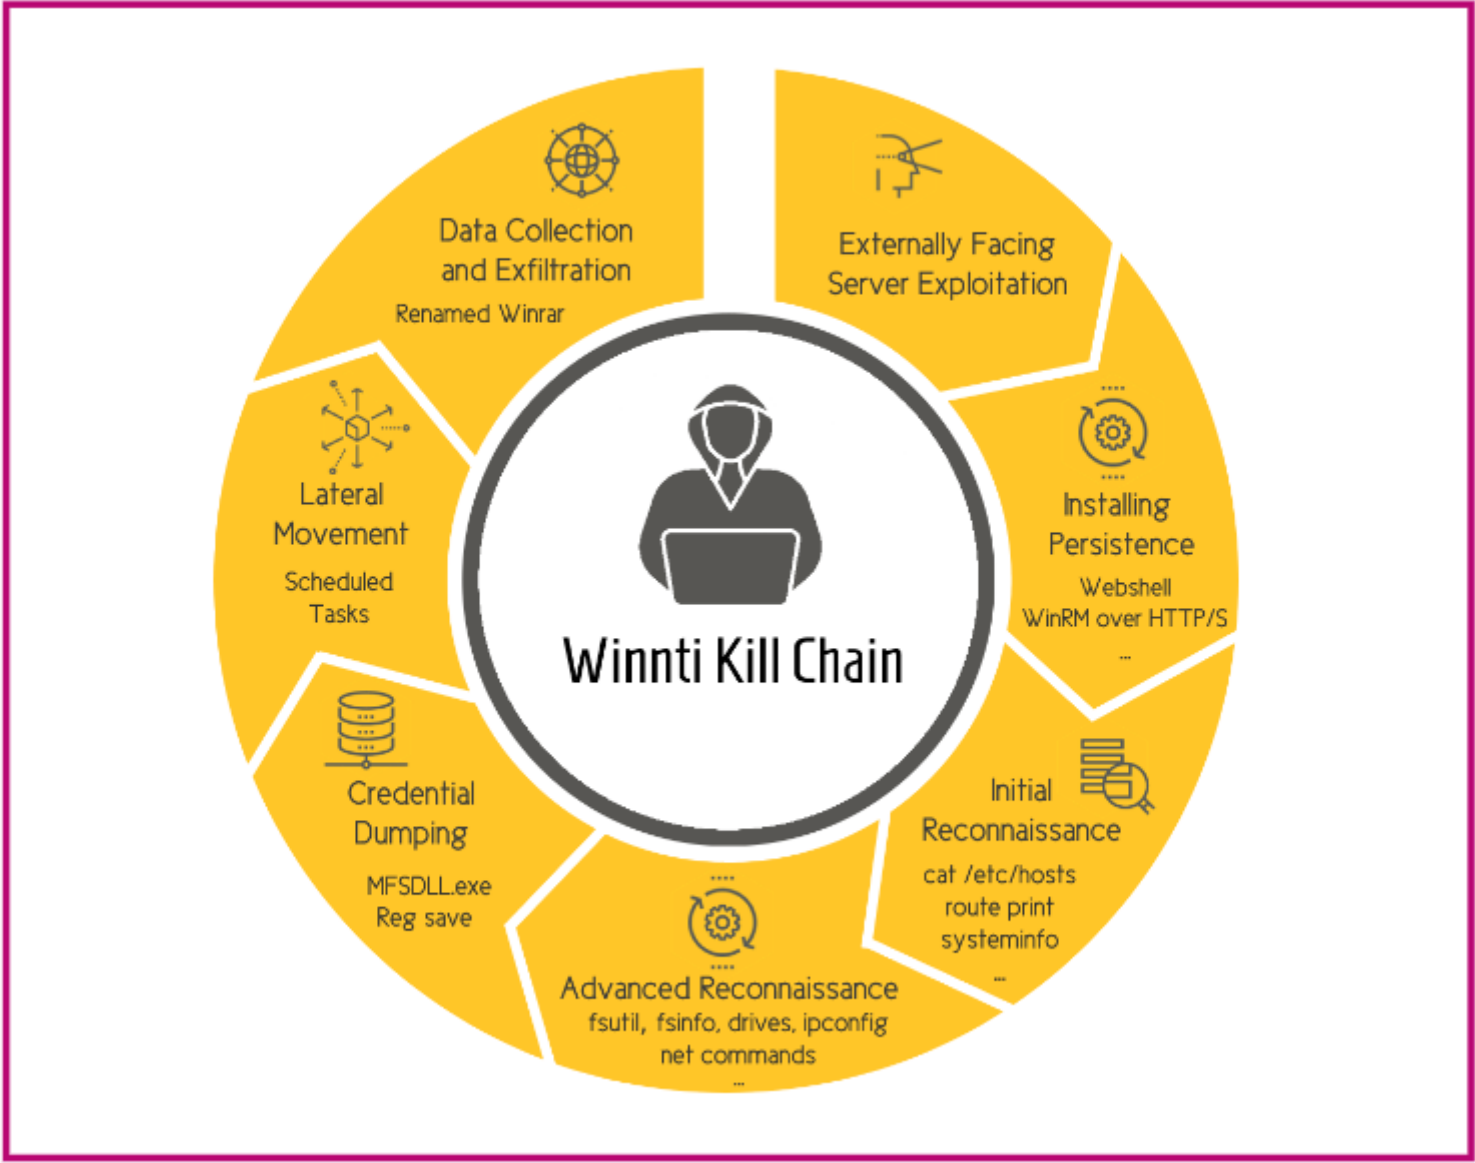 Externally Facing
Server Exploitation
Installing
Persistence
Webshell
WinRM over HTTP/S
...
Initial
Reconnaissance
cat /etc/hosts
route print
systeminfo
...
Advanced Reconnaissance
fsutil, fsinfo, drives, ipconfig
net commands
...
Credential
Dumping
MFSDLL.exe
Reg save
Lateral
Movement
Scheduled
Tasks
Data Collection
and Exfiltration
Renamed Winrar
Winnti Kill Chain